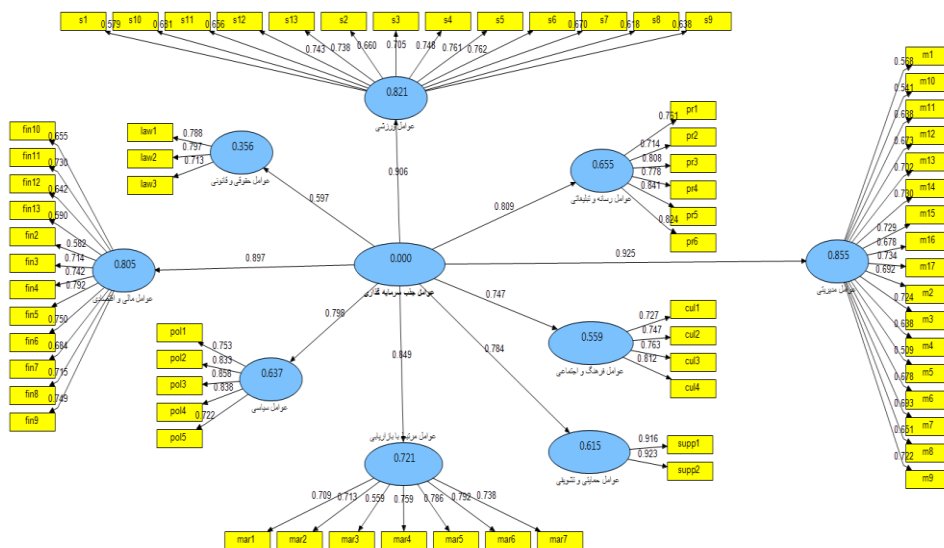 s1 s10 s11 s12 s13 s2 s3 s4 s5 s6 s7 s8 s9
0.579 0.681 0.656 0.743 0.738 0.660 0.705 0.748 0.761 0.762 0.670 0.618 0.638
0.821
عوامل ورزشی
law1
law2
law3
0.788
0.797
0.713
0.356
عوامل حقوقی و قانونی
0.597
0.906
0.809
pr1
pr2
pr3
pr4
pr5
pr6
0.761
0.714
0.808
0.778
0.841
0.824
0.655
عوامل رسانه و تبلیغاتی
fin10
fin11
fin12
fin13
fin2
fin3
fin4
fin5
fin6
fin7
fin8
fin9
0.655
0.730
0.642
0.590
0.582
0.714
0.742
0.792
0.750
0.684
0.715
0.749
0.805
عوامل مالی و اقتصادی
0.897
0.000
عوامل جذب سرمایه گذاری
0.925
0.855
عوامل مدیریتی
m1
m10
m11
m12
m13
m14
m15
m16
m17
m2
m3
m4
m5
m6
m7
m8
m9
0.568
0.541
0.638
0.673
0.702
0.730
0.729
0.678
0.734
0.692
0.724
0.638
0.509
0.678
0.693
0.651
0.722
0.798
0.849
0.784
0.747
pol1
pol2
pol3
pol4
pol5
0.753
0.833
0.858
0.838
0.722
0.637
عوامل سیاسی
0.559
عوامل فرهنگ و اجتماعی
0.727
0.747
0.763
0.812
cul1
cul2
cul3
cul4
0.615
عوامل حمایتی و تشویقی
0.916
0.923
supp1
supp2
عوامل مرتبط با بازاریابی
0.721
0.709 0.713 0.559 0.759 0.786 0.792 0.738
mar1 mar2 mar3 mar4 mar5 mar6 mar7